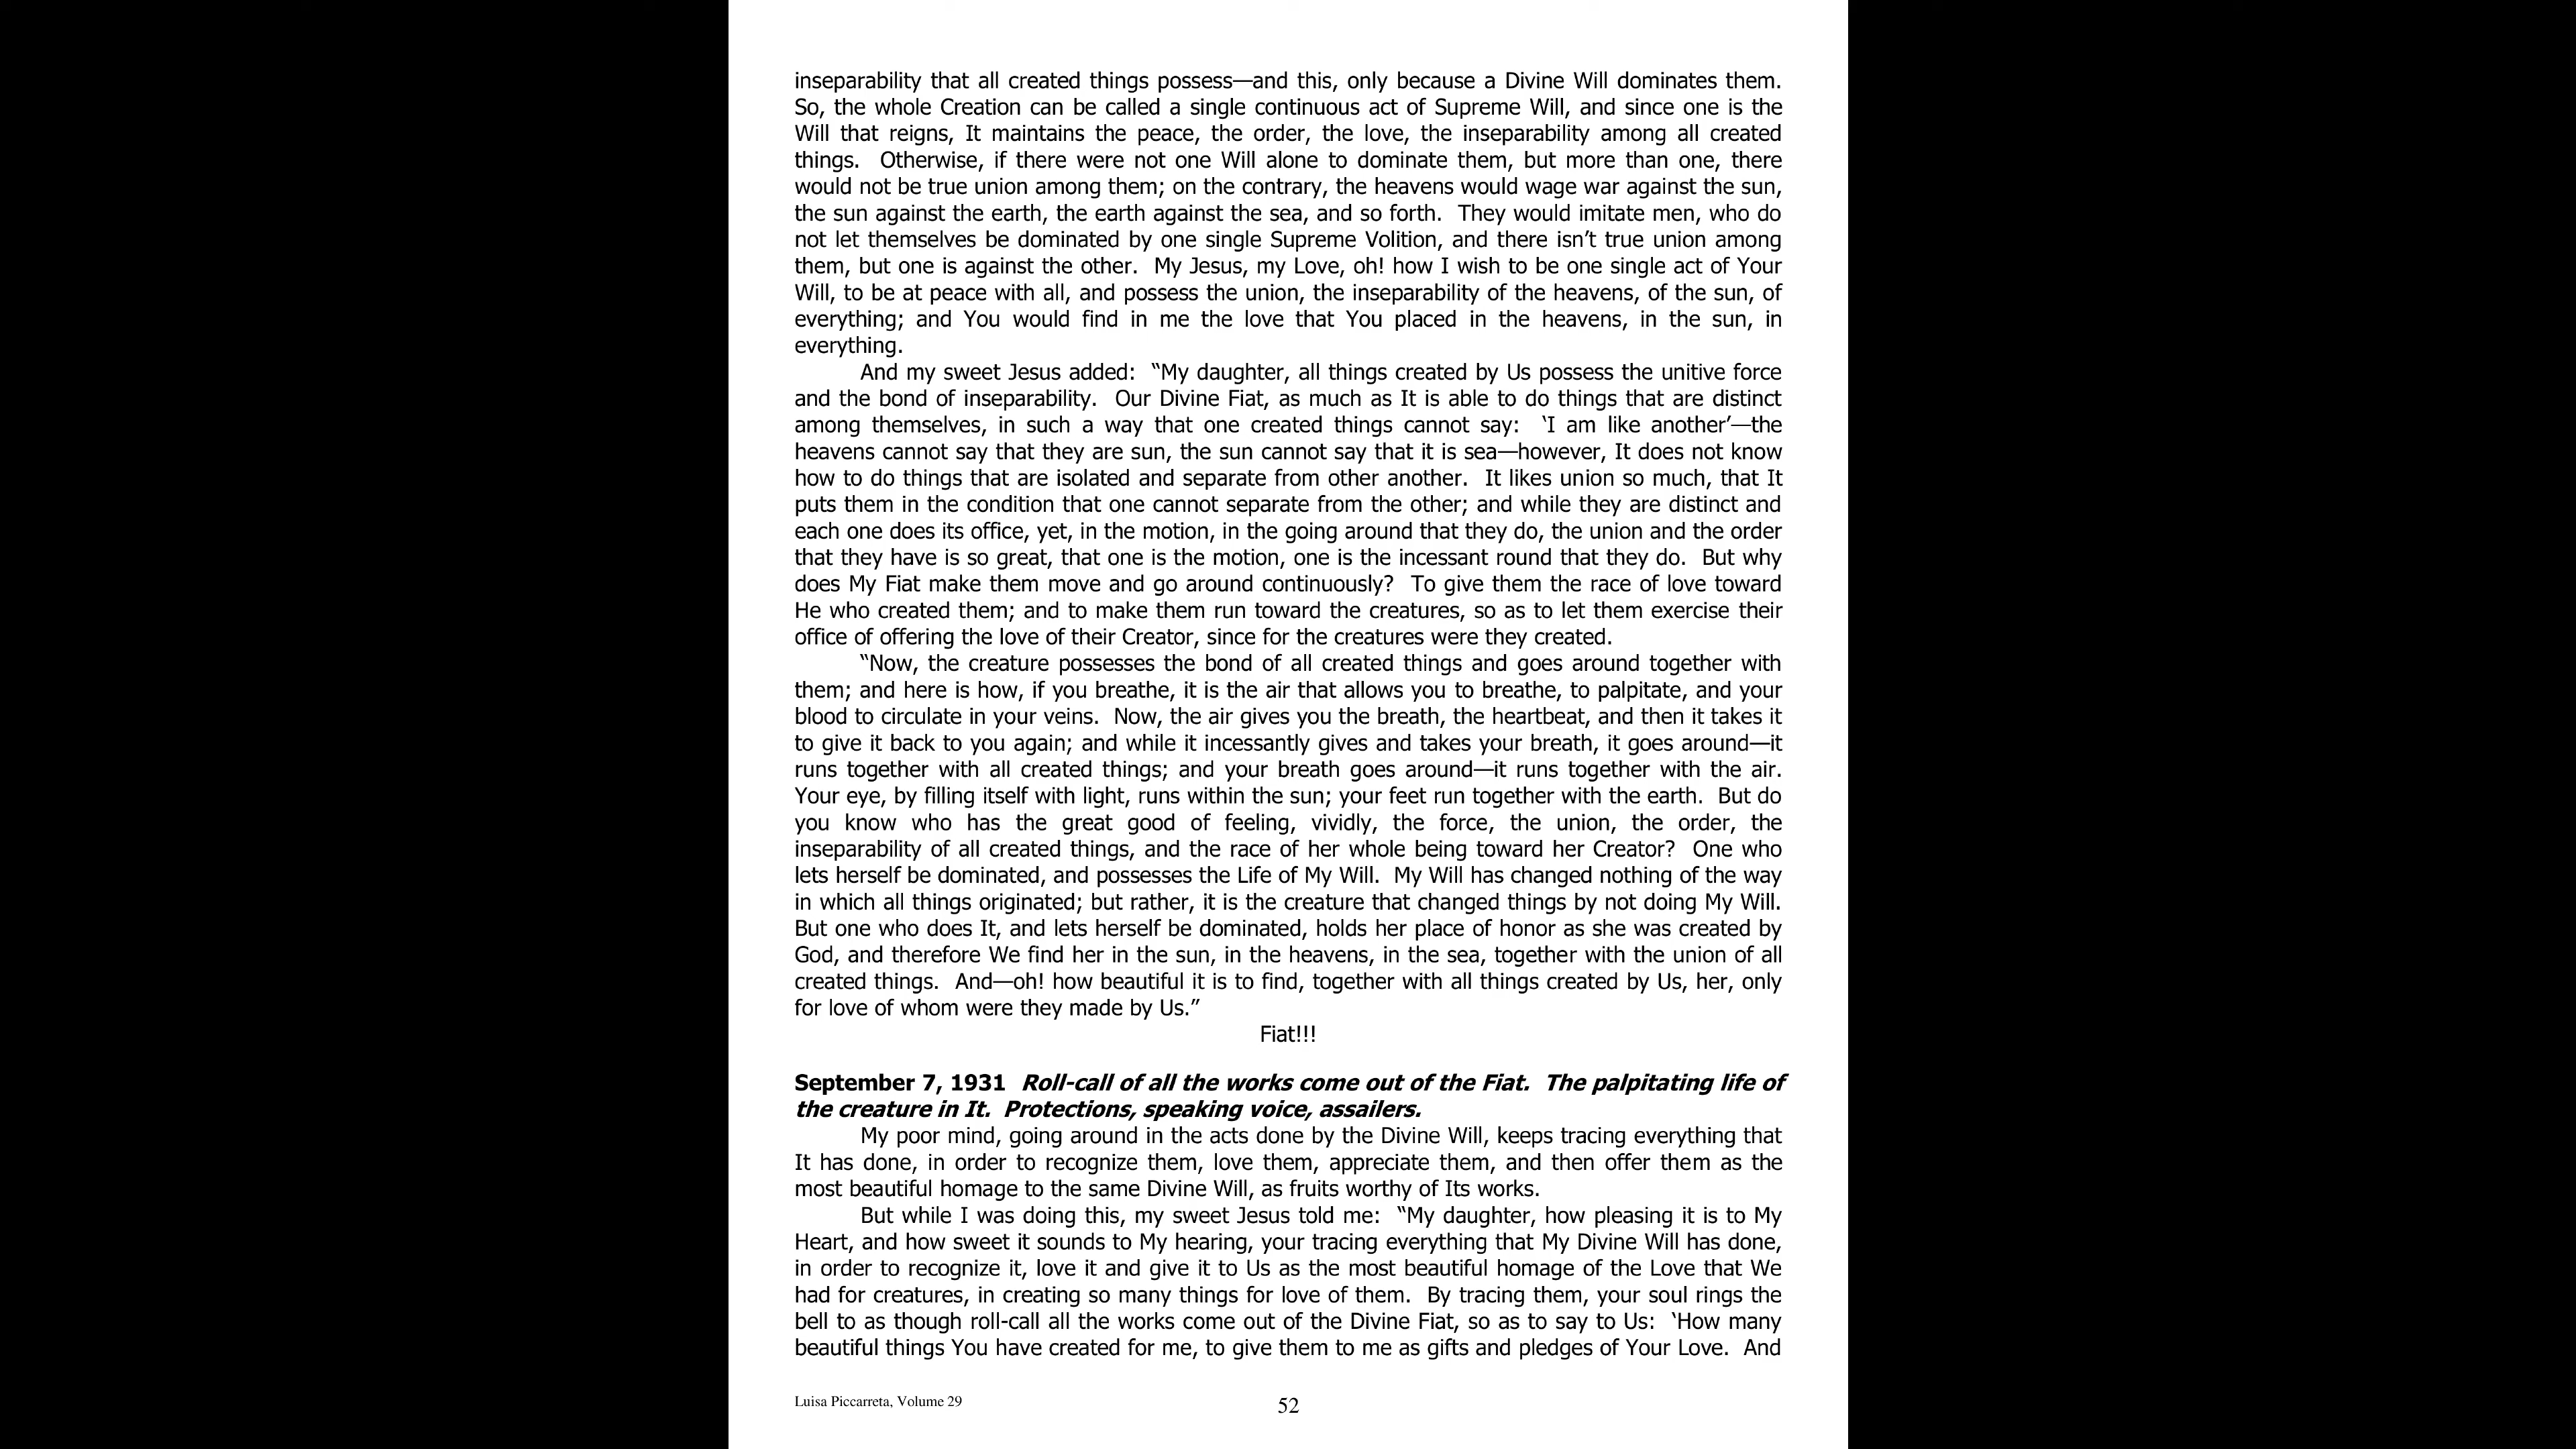 inseparability that all created things possess—and this, only because a Divine Will dominates them.
So, the whole Creation can be called a single continuous act of Supreme Will, and since one is the
Will that reigns, It maintains the peace, the order, the love, the inseparability among all created
things.  Otherwise, if there were not one Will alone to dominate them, but more than one, there
would not be true union among them; on the contrary, the heavens would wage war against the sun,
the sun against the earth, the earth against the sea, and so forth.  They would imitate men, who do
not let themselves be dominated by one single Supreme Volition, and there isn’t true union among
them, but one is against the other.  My Jesus, my Love, oh! how I wish to be one single act of Your
Will, to be at peace with all, and possess the union, the inseparability of the heavens, of the sun, of
everything; and You would find in me the love that You placed in the heavens, in the sun, in
everything.
And my sweet Jesus added:  “My daughter, all things created by Us possess the unitive force
and the bond of inseparability.  Our Divine Fiat, as much as It is able to do things that are distinct
among themselves, in such a way that one created things cannot say:  ‘I am like another’—the
heavens cannot say that they are sun, the sun cannot say that it is sea—however, It does not know
how to do things that are isolated and separate from other another.  It likes union so much, that It
puts them in the condition that one cannot separate from the other; and while they are distinct and
each one does its office, yet, in the motion, in the going around that they do, the union and the order
that they have is so great, that one is the motion, one is the incessant round that they do.  But why
does My Fiat make them move and go around continuously?  To give them the race of love toward
He who created them; and to make them run toward the creatures, so as to let them exercise their
office of offering the love of their Creator, since for the creatures were they created.
“Now, the creature possesses the bond of all created things and goes around together with
them; and here is how, if you breathe, it is the air that allows you to breathe, to palpitate, and your
blood to circulate in your veins.  Now, the air gives you the breath, the heartbeat, and then it takes it
to give it back to you again; and while it incessantly gives and takes your breath, it goes around—it
runs together with all created things; and your breath goes around—it runs together with the air.
Your eye, by filling itself with light, runs within the sun; your feet run together with the earth.  But do
you know who has the great good of feeling, vividly, the force, the union, the order, the
inseparability of all created things, and the race of her whole being toward her Creator?  One who
lets herself be dominated, and possesses the Life of My Will.  My Will has changed nothing of the way
in which all things originated; but rather, it is the creature that changed things by not doing My Will.
But one who does It, and lets herself be dominated, holds her place of honor as she was created by
God, and therefore We find her in the sun, in the heavens, in the sea, together with the union of all
created things.  And—oh! how beautiful it is to find, together with all things created by Us, her, only
for love of whom were they made by Us.”
Fiat!!!
September 7, 1931  Roll-call of all the works come out of the Fiat.  The palpitating life of
the creature in It.  Protections, speaking voice, assailers.
My poor mind, going around in the acts done by the Divine Will, keeps tracing everything that
It has done, in order to recognize them, love them, appreciate them, and then offer them as the
most beautiful homage to the same Divine Will, as fruits worthy of Its works.
But while I was doing this, my sweet Jesus told me:  “My daughter, how pleasing it is to My
Heart, and how sweet it sounds to My hearing, your tracing everything that My Divine Will has done,
in order to recognize it, love it and give it to Us as the most beautiful homage of the Love that We
had for creatures, in creating so many things for love of them.  By tracing them, your soul rings the
bell to as though roll-call all the works come out of the Divine Fiat, so as to say to Us:  ‘How many
beautiful things You have created for me, to give them to me as gifts and pledges of Your Love.  And
Luisa Piccarreta, Volume 29
52